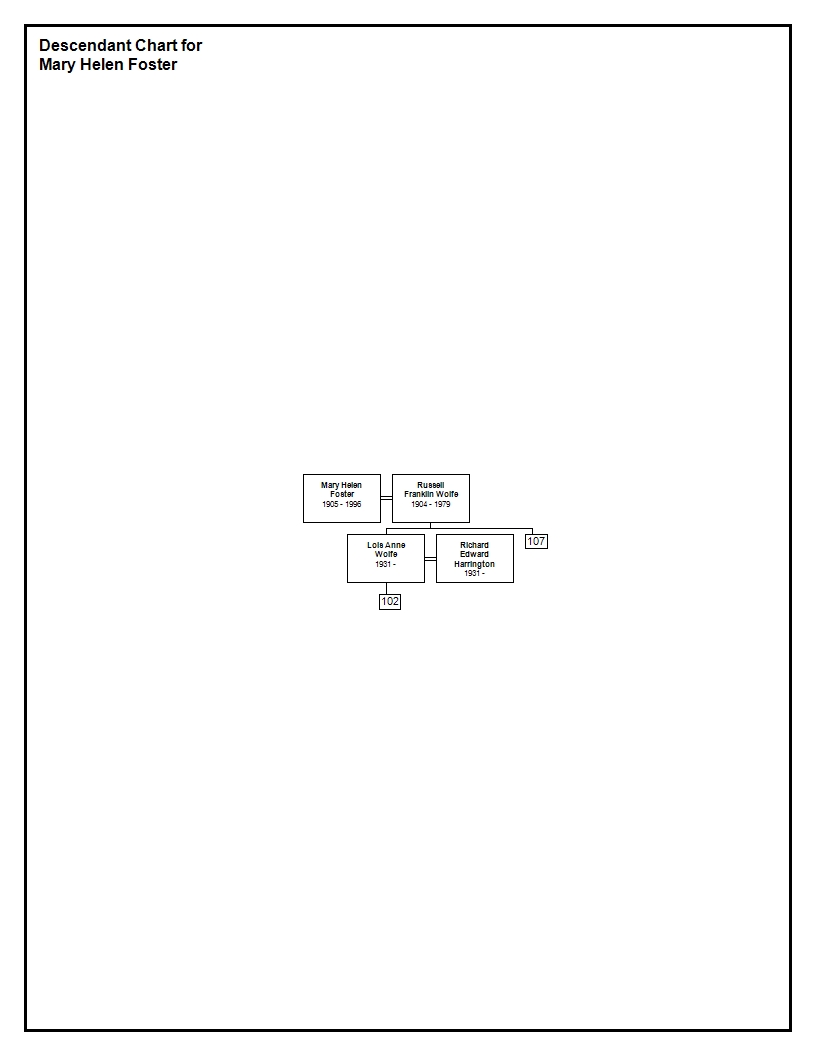 Descendant Chart for
Mary Helen Foster
Mary Helen
Foster
1905 - 1996
Russell
Franklin Wolfe
1904 - 1979
Lois Anne
Wolfe
1931 -
Richard
Edward
Harrington
1931 -
107
102